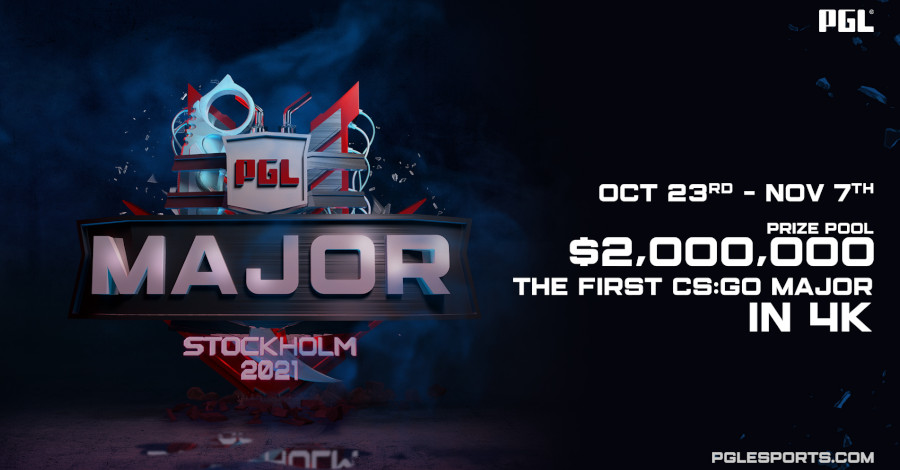 PGL
PGL
MAJOR
STOCKHOLM
2021
OCT 23RD - NOV 7TH
PRIZE POOL
$2,000,000
THE FIRST CS:GO MAJOR
IN 4K
PGLESPORTS.COM